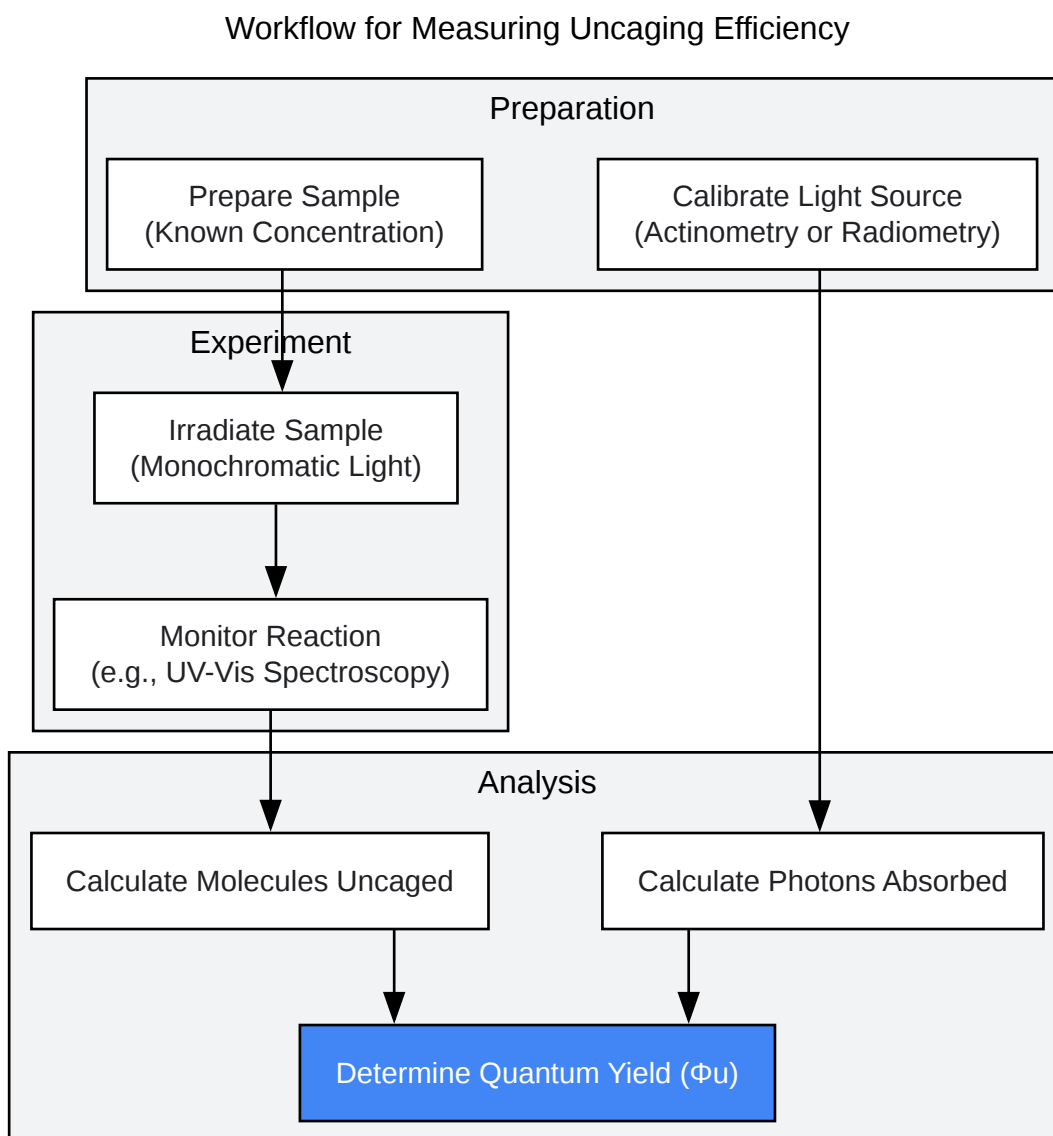 Workflow for Measuring Uncaging Efficiency
Preparation
Prepare Sample
(Known Concentration)
Calibrate Light Source
(Actinometry or Radiometry)
Experiment
Irradiate Sample
(Monochromatic Light)
Monitor Reaction
(e.g., UV-Vis Spectroscopy)
Analysis
Calculate Molecules Uncaged
Calculate Photons Absorbed
Determine Quantum Yield (Φu)